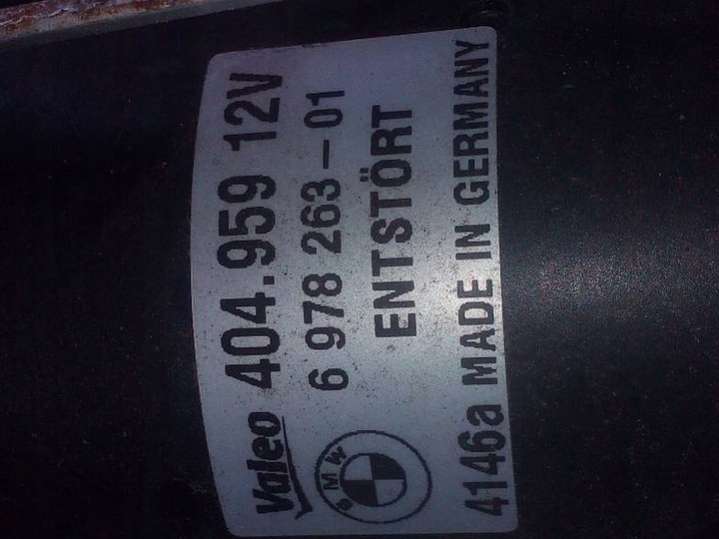 Valeo 404.959 12V
BMW 6 978 263-01
ENTSTÖRT
4146a MADE IN GERMANY